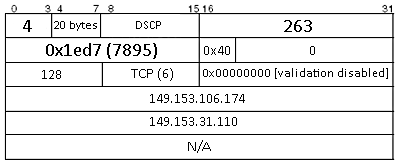 0 3 4 7 8 15 16 31
4 20 bytes DSCP 263
0x1ed7 (7895) 0x40 0
128 TCP (6) 0x00000000 [validation disabled]
149.153.106.174
149.153.31.110
N/A